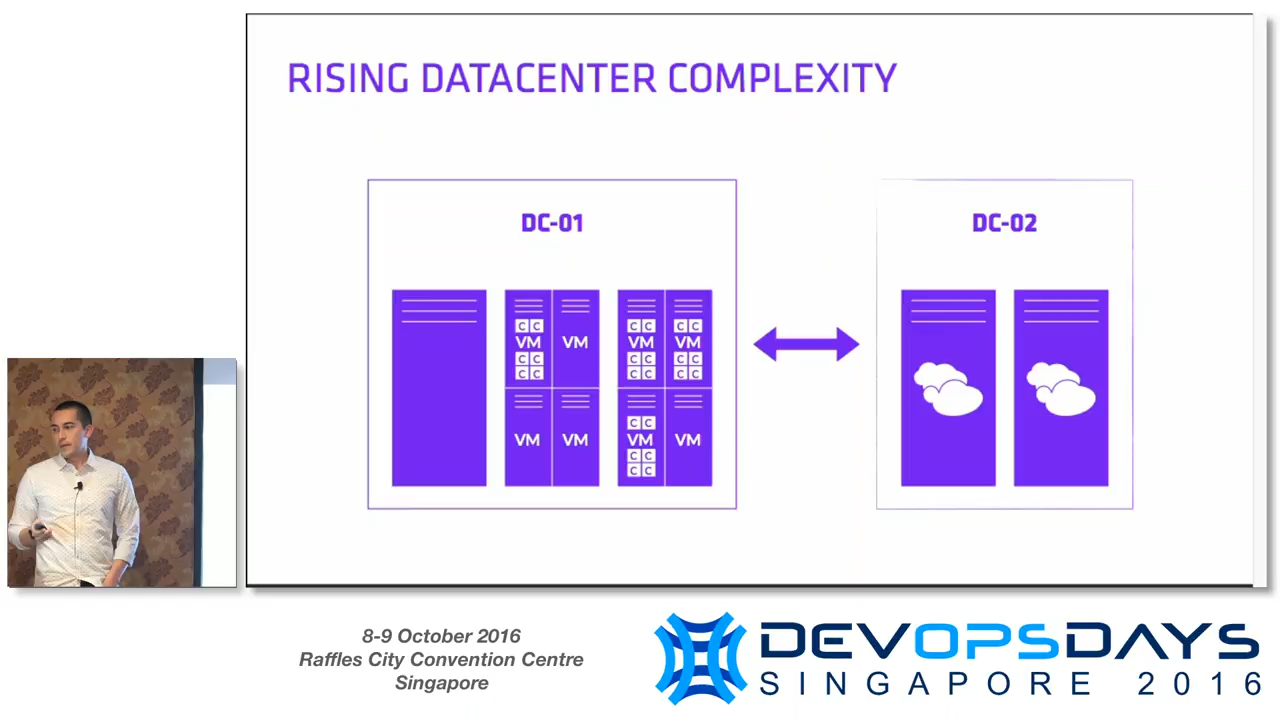 RISING DATACENTER COMPLEXITY
DC-01
DC-02
C C
VM
C C
C C
VM
C C
VM
C C
C C
C C
VM
C C
C C
VM
VM
C C
VM
C C
C C
VM
8-9 October 2016
Raffles City Convention Centre
Singapore
DEVOPSDAYS
SINGAPORE 2016